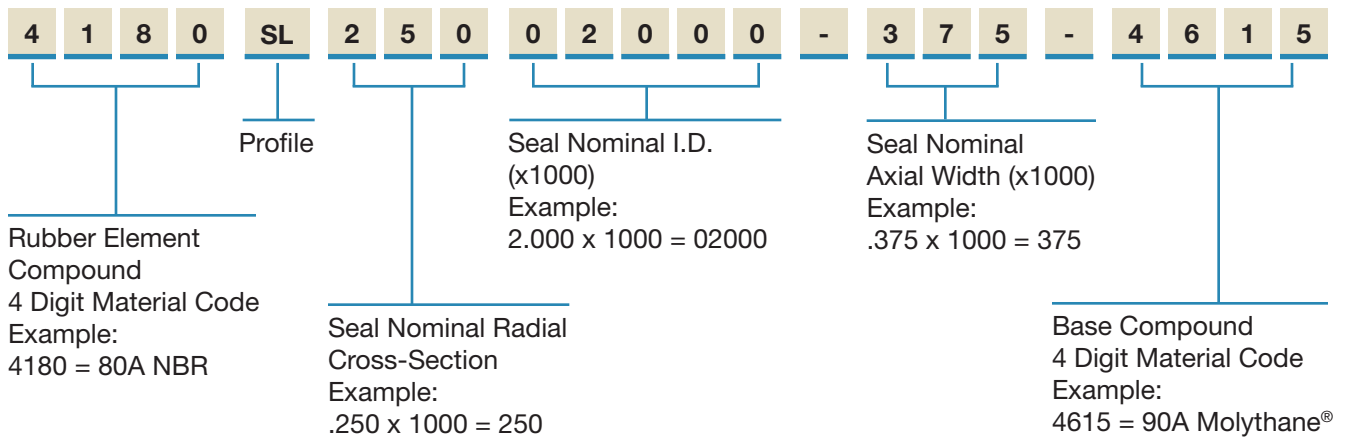 4 1 8 0 SL 2 5 0 0 2 0 0 0 - 3 7 5 - 4 6 1 5
Profile
Seal Nominal I.D.
(x1000)
Example:
2.000 x 1000 = 02000
Seal Nominal
Axial Width (x1000)
Example:
.375 x 1000 = 375
Rubber Element
Compound
4 Digit Material Code
Example:
4180 = 80A NBR
Seal Nominal Radial
Cross-Section
Example:
.250 x 1000 = 250
Base Compound
4 Digit Material Code
Example:
4615 = 90A Molythane®